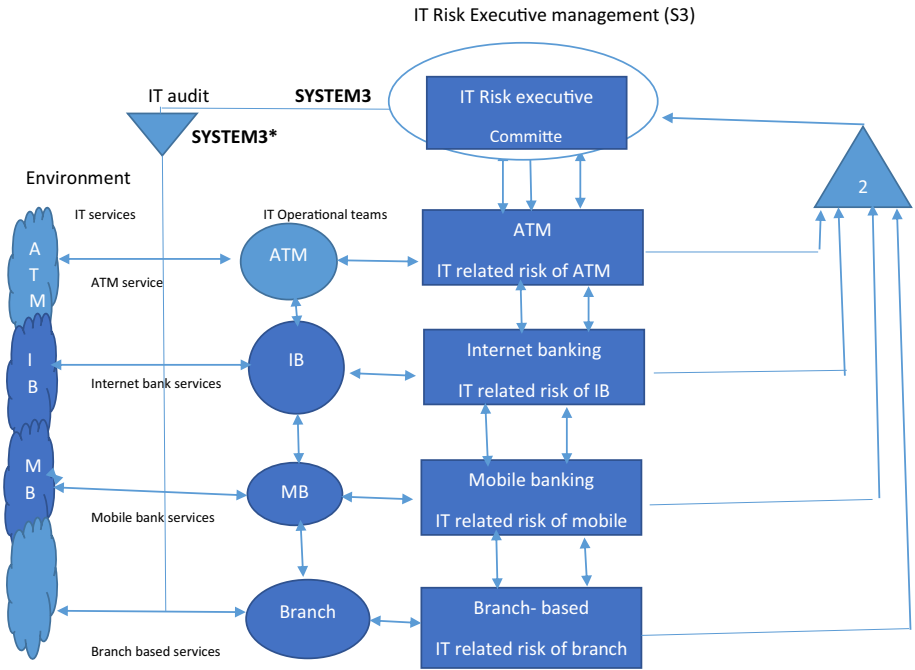 IT Risk Executive management (S3)
IT audit
SYSTEM3
IT Risk executive
Committe
SYSTEM3*
2
Environment
IT services
IT Operational teams
A
T
M
ATM
ATM
IT related risk of ATM
ATM service
I
B
IB
Internet banking
IT related risk of IB
Internet bank services
M
B
MB
Mobile banking
IT related risk of mobile
Mobile bank services
Branch
Branch- based
IT related risk of branch
Branch based services